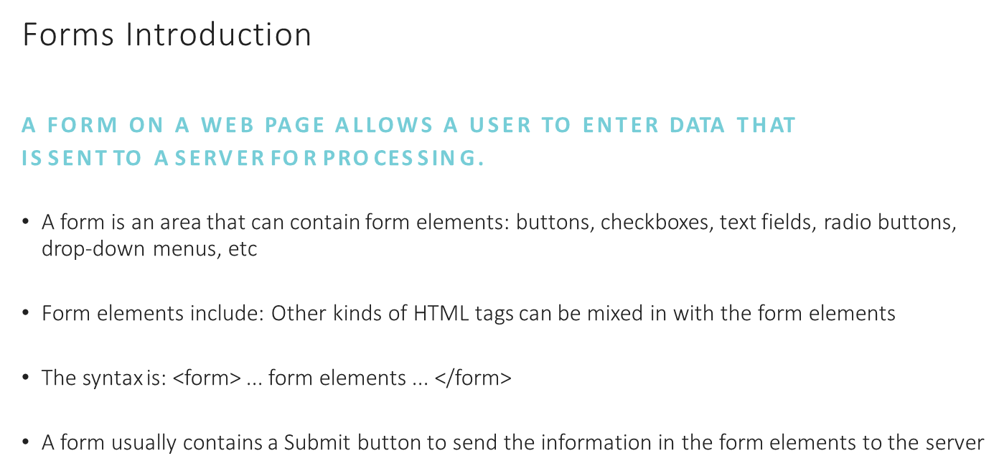 Forms Introduction
A FORM ON A WEB PAGE ALLOWS A USER TO ENTER DATA THAT
IS SENT TO A SERVER FOR PROCESSING.
• A form is an area that can contain form elements: buttons, checkboxes, text fields, radio buttons,
drop-down menus, etc
• Form elements include: Other kinds of HTML tags can be mixed in with the form elements
• The syntax is: <form> ... form elements ... </form>
• A form usually contains a Submit button to send the information in the form elements to the server